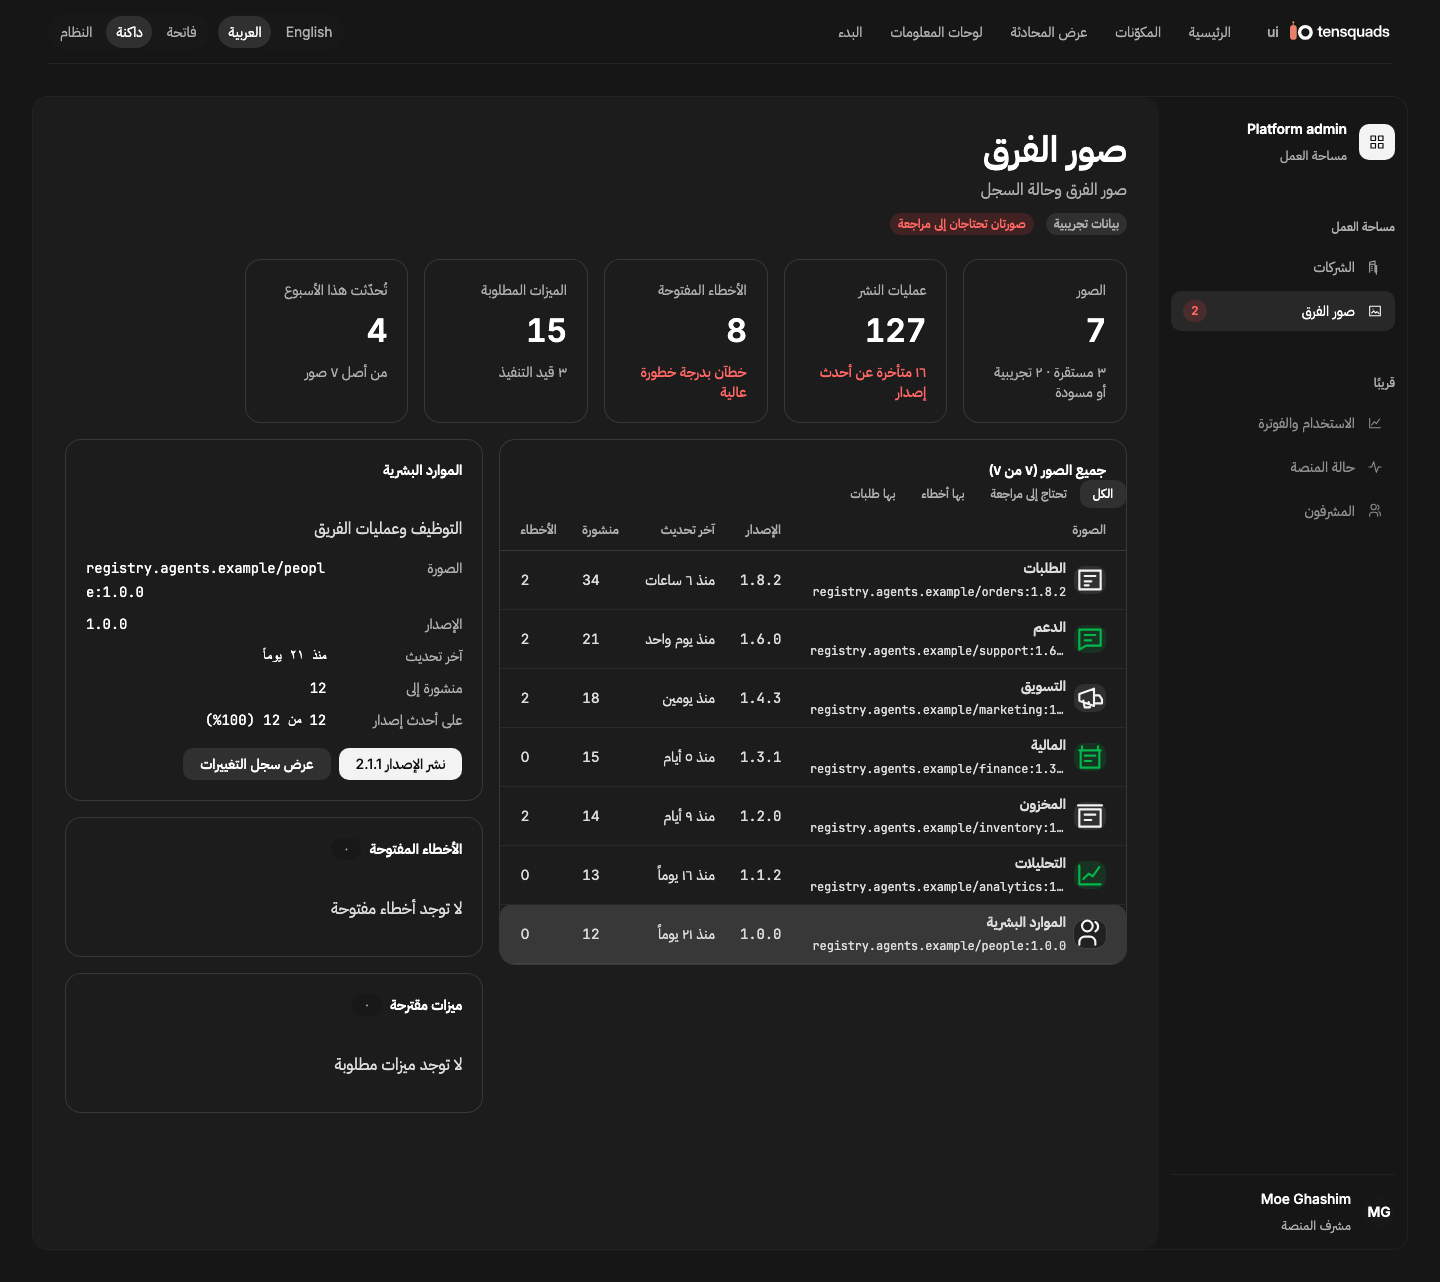 tensquads
ui
الرئيسية
المكوّنات
عرض المحادثة
لوحات المعلومات
البدء
English
العربية
فاتحة
داكنة
النظام
Platform admin
مساحة العمل
مساحة العمل
الشركات
صور الفرق
2
قريبًا
الاستخدام والفوترة
حالة المنصة
المشرفون
MG
Moe Ghashim
مشرف المنصة
صور الفرق
صور الفرق وحالة السجل
بيانات تجريبية
صورتان تحتاجان إلى مراجعة
الصور
7
٣ مستقرة · ٢ تجريبية
أو مسودة
عمليات النشر
127
١٦ متأخرة عن أحدث
إصدار
الأخطاء المفتوحة
8
خطآن بدرجة خطورة
عالية
الميزات المطلوبة
15
٣ قيد التنفيذ
تُحدّثت هذا الأسبوع
4
من أصل ٧ صور
جميع الصور (٧ من ٧)
الكل
تحتاج إلى مراجعة
بها أخطاء
بها طلبات
الصورة
الإصدار
آخر تحديث
منشورة
الأخطاء
الطلبات
registry.agents.example/orders:1.8.2
1.8.2
منذ ٦ ساعات
34
2
الدعم
registry.agents.example/support:1.6…
1.6.0
منذ يوم واحد
21
2
التسويق
registry.agents.example/marketing:1…
1.4.3
منذ يومين
18
2
المالية
registry.agents.example/finance:1.3…
1.3.1
منذ ٥ أيام
15
0
المخزون
registry.agents.example/inventory:1…
1.2.0
منذ ٩ أيام
14
2
التحليلات
registry.agents.example/analytics:1…
1.1.2
منذ ١٦ يوماً
13
0
الموارد البشرية
registry.agents.example/people:1.0.0
1.0.0
منذ ٢١ يوماً
12
0
الموارد البشرية
التوظيف وعمليات الفريق
الصورة
registry.agents.example/peopl
e:1.0.0
الإصدار
1.0.0
آخر تحديث
منذ ٢١ يوماً
منشورة إلى
12
على أحدث إصدار
12 من 12 (100%)
نشر الإصدار 2.1.1
عرض سجل التغييرات
الأخطاء المفتوحة
٠
لا توجد أخطاء مفتوحة
ميزات مقترحة
٠
لا توجد ميزات مطلوبة